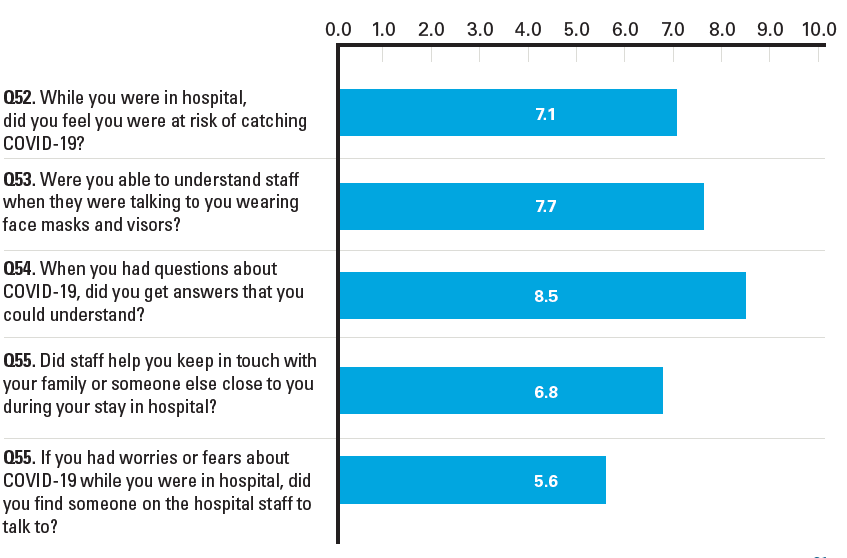 0.0 1.0 2.0 3.0 4.0 5.0 6.0 7.0 8.0 9.0 10.0
Q52. While you were in hospital,
did you feel you were at risk of catching
COVID-19?
7.1
Q53. Were you able to understand staff
when they were talking to you wearing
face masks and visors?
7.7
Q54. When you had questions about
COVID-19, did you get answers that you
could understand?
8.5
Q55. Did staff help you keep in touch with
your family or someone else close to you
during your stay in hospital?
6.8
Q55. If you had worries or fears about
COVID-19 while you were in hospital, did
you find someone on the hospital staff to
talk to?
5.6